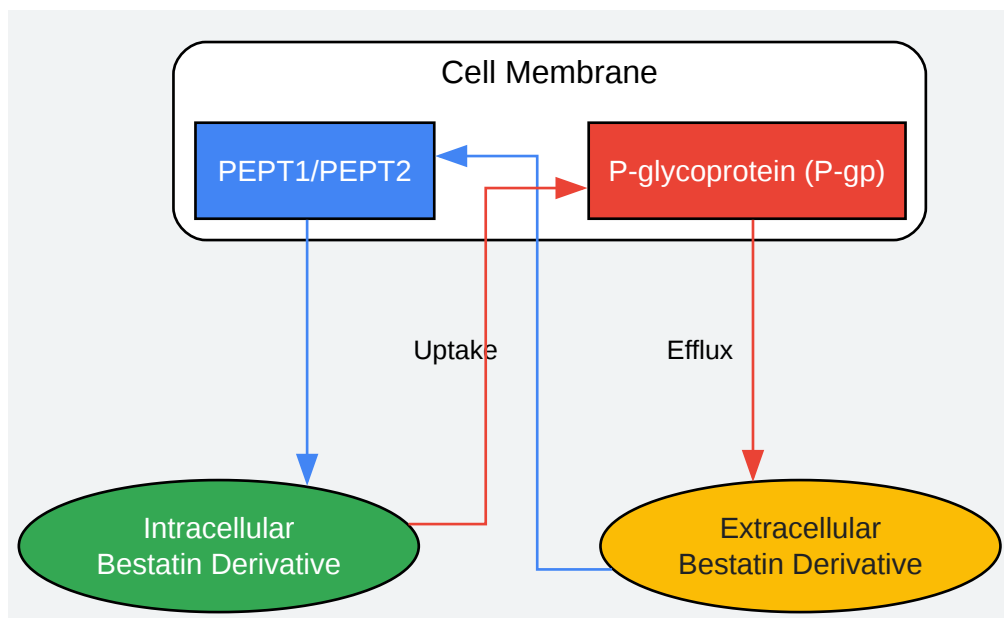 Cell Membrane
PEPT1/PEPT2
P-glycoprotein (P-gp)
Uptake
Efflux
Intracellular
Bestatin Derivative
Extracellular
Bestatin Derivative